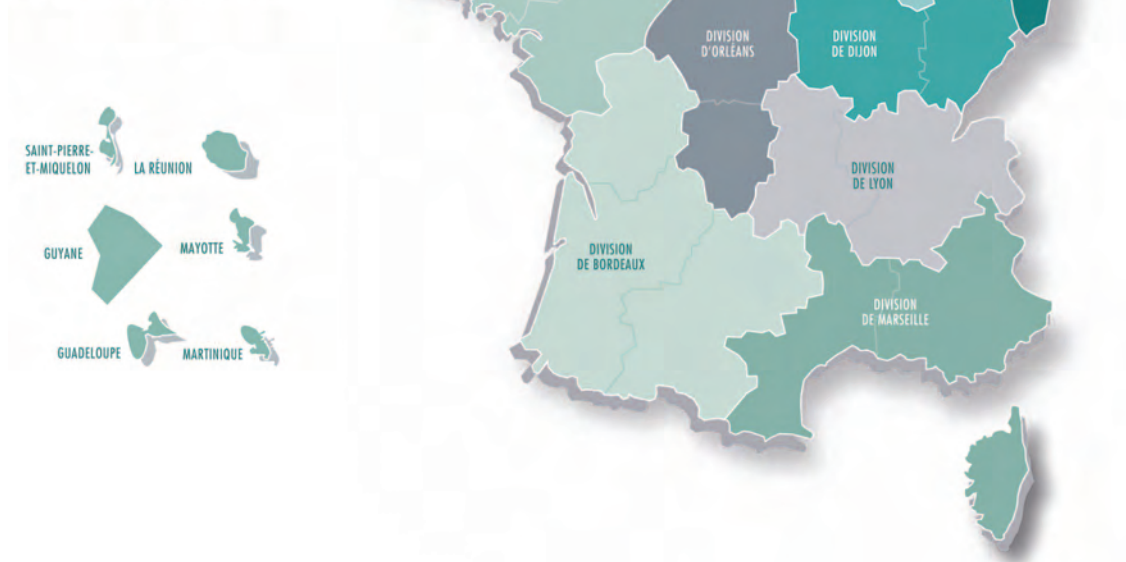 DIVISION
D'ORLÉANS
DIVISION
DE DIJON
SAINT-PIERRE-
ET-MIQUELON
LA RÉUNION
DIVISION
DE LYON
GUYANE
MAYOTTE
DIVISION
DE BORDEAUX
DIVISION
DE MARSEILLE
GUADELOUPE
MARTINIQUE